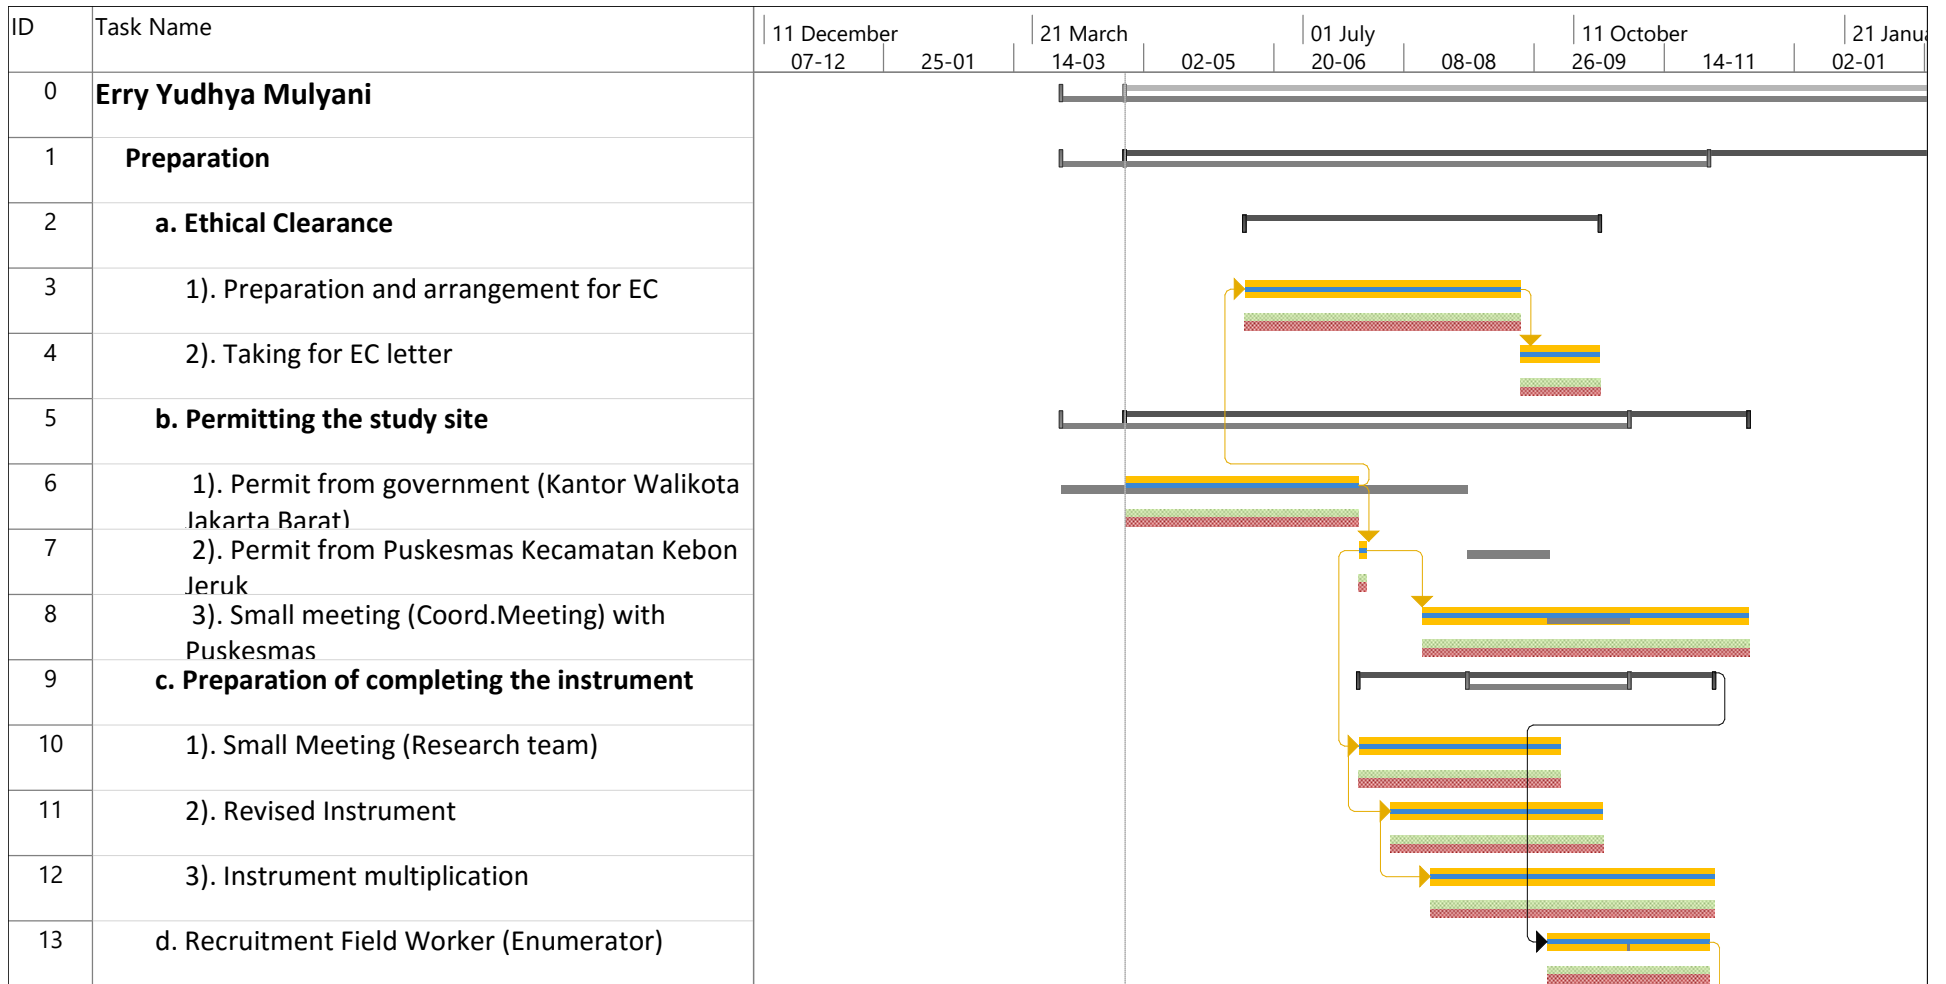 ID Task Name 11 December 21 March 01 July 11 October 21 Janua
07-12 25-01 14-03 02-05 20-06 08-08 26-09 14-11 02-01
0 Erry Yudhya Mulyani
1 Preparation
2 a. Ethical Clearance
3 1). Preparation and arrangement for EC
4 2). Taking for EC letter
5 b. Permitting the study site
6 1). Permit from government (Kantor Walikota
Jakarta Barat)
7 2). Permit from Puskesmas Kecamatan Kebon
Jeruk
8 3). Small meeting (Coord.Meeting) with
Puskesmas
9 c. Preparation of completing the instrument
10 1). Small Meeting (Research team)
11 2). Revised Instrument
12 3). Instrument multiplication
13 d. Recruitment Field Worker (Enumerator)